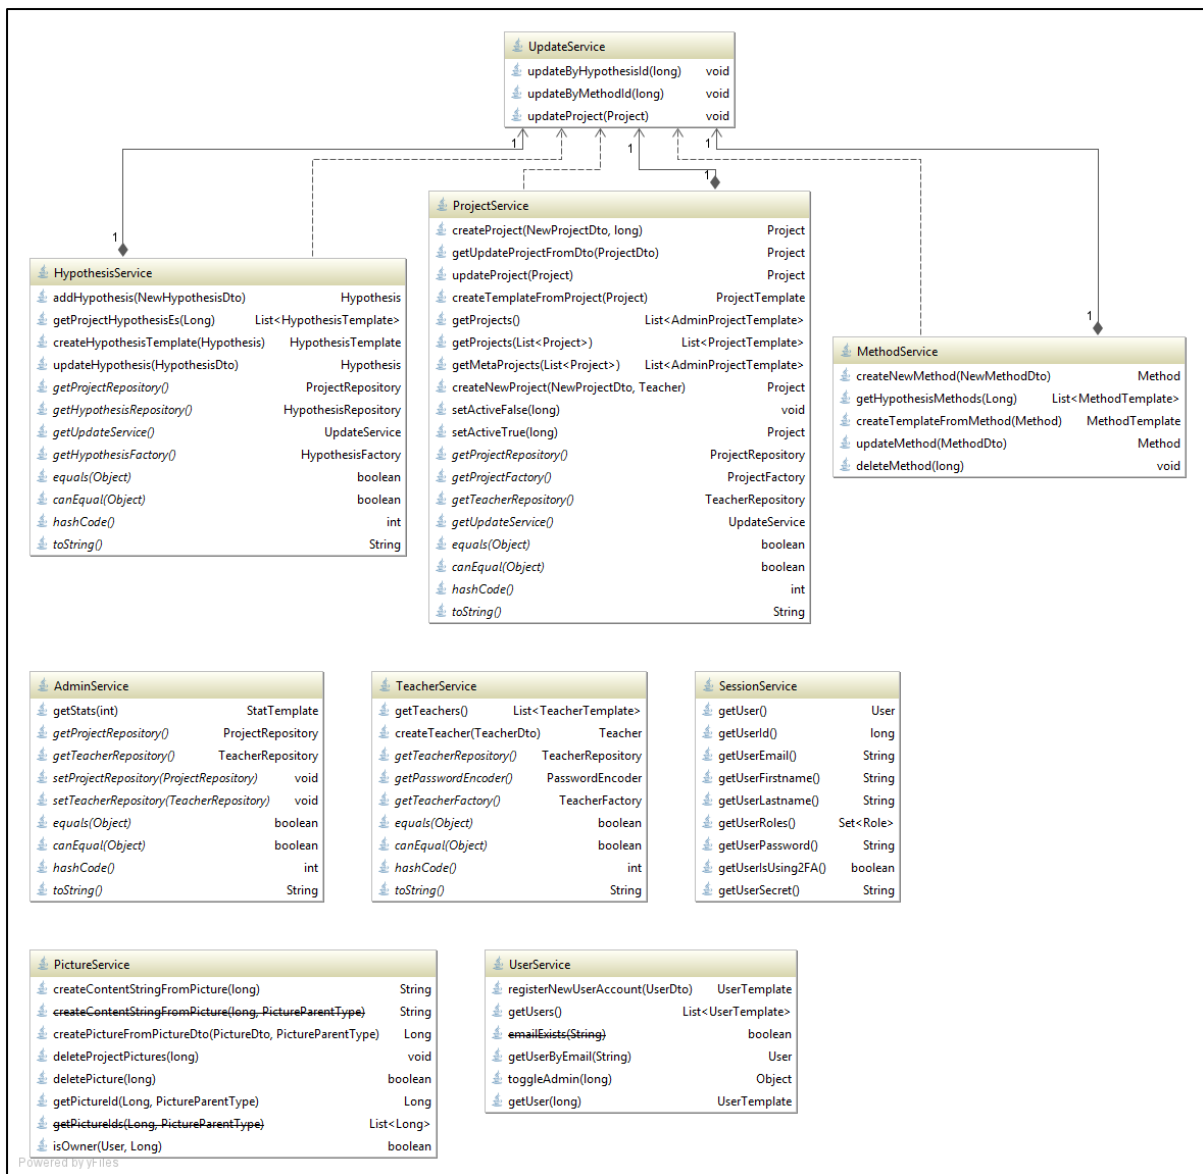 UpdateService
updateByHypothesisId(long) void
updateByMethodId(long) void
updateProject(Project) void
1 1 1 1
1 1
HypothesisService
addHypothesis(NewHypothesisDto) Hypothesis
getProjectHypothesisEs(Long) List<HypothesisTemplate>
createHypothesisTemplate(Hypothesis) HypothesisTemplate
updateHypothesis(HypothesisDto) Hypothesis
getProjectRepository() ProjectRepository
getHypothesisRepository() HypothesisRepository
getUpdateService() UpdateService
getHypothesisFactory() HypothesisFactory
equals(Object) boolean
canEqual(Object) boolean
hashCode() int
toString() String
ProjectService
createProject(NewProjectDto, long) Project
getUpdateProjectFromDto(ProjectDto) Project
updateProject(Project) Project
createTemplateFromProject(Project) ProjectTemplate
getProjects() List<AdminProjectTemplate>
getProjects(List<Project>) List<ProjectTemplate>
getMetaProjects(List<Project>) List<AdminProjectTemplate>
createNewProject(NewProjectDto, Teacher) Project
setActiveFalse(long) void
setActiveTrue(long) Project
getProjectRepository() ProjectRepository
getProjectFactory() ProjectFactory
getTeacherRepository() TeacherRepository
getUpdateService() UpdateService
equals(Object) boolean
canEqual(Object) boolean
hashCode() int
toString() String
MethodService
createNewMethod(NewMethodDto) Method
getHypothesisMethods(Long) List<MethodTemplate>
createTemplateFromMethod(Method) MethodTemplate
updateMethod(MethodDto) Method
deleteMethod(long) void
AdminService
getStats(int) StatTemplate
getProjectRepository() ProjectRepository
getTeacherRepository() TeacherRepository
setProjectRepository(ProjectRepository) void
setTeacherRepository(TeacherRepository) void
equals(Object) boolean
canEqual(Object) boolean
hashCode() int
toString() String
TeacherService
getTeachers() List<TeacherTemplate>
createTeacher(TeacherDto) Teacher
getTeacherRepository() TeacherRepository
getPasswordEncoder() PasswordEncoder
getTeacherFactory() TeacherFactory
equals(Object) boolean
canEqual(Object) boolean
hashCode() int
toString() String
SessionService
getUser() User
getUserId() long
getUserEmail() String
getUserFirstname() String
getUserLastname() String
getUserRoles() Set<Role>
getUserPassword() String
getUserIsUsing2FA() boolean
getUserSecret() String
PictureService
createContentStringFromPicture(long) String
createContentStringFromPicture(long, PictureParentType) String
createPictureFromPictureDto(PictureDto, PictureParentType) Long
deleteProjectPictures(long) void
deletePicture(long) boolean
getPictureId(Long, PictureParentType) Long
getPictureIds(Long, PictureParentType) List<Long>
isOwner(User, Long) boolean
UserService
registerNewUserAccount(UserDto) UserTemplate
getUsers() List<UserTemplate>
emailExists(String) boolean
getUserByEmail(String) User
toggleAdmin(long) Object
getUser(long) UserTemplate
Powered by yFiles